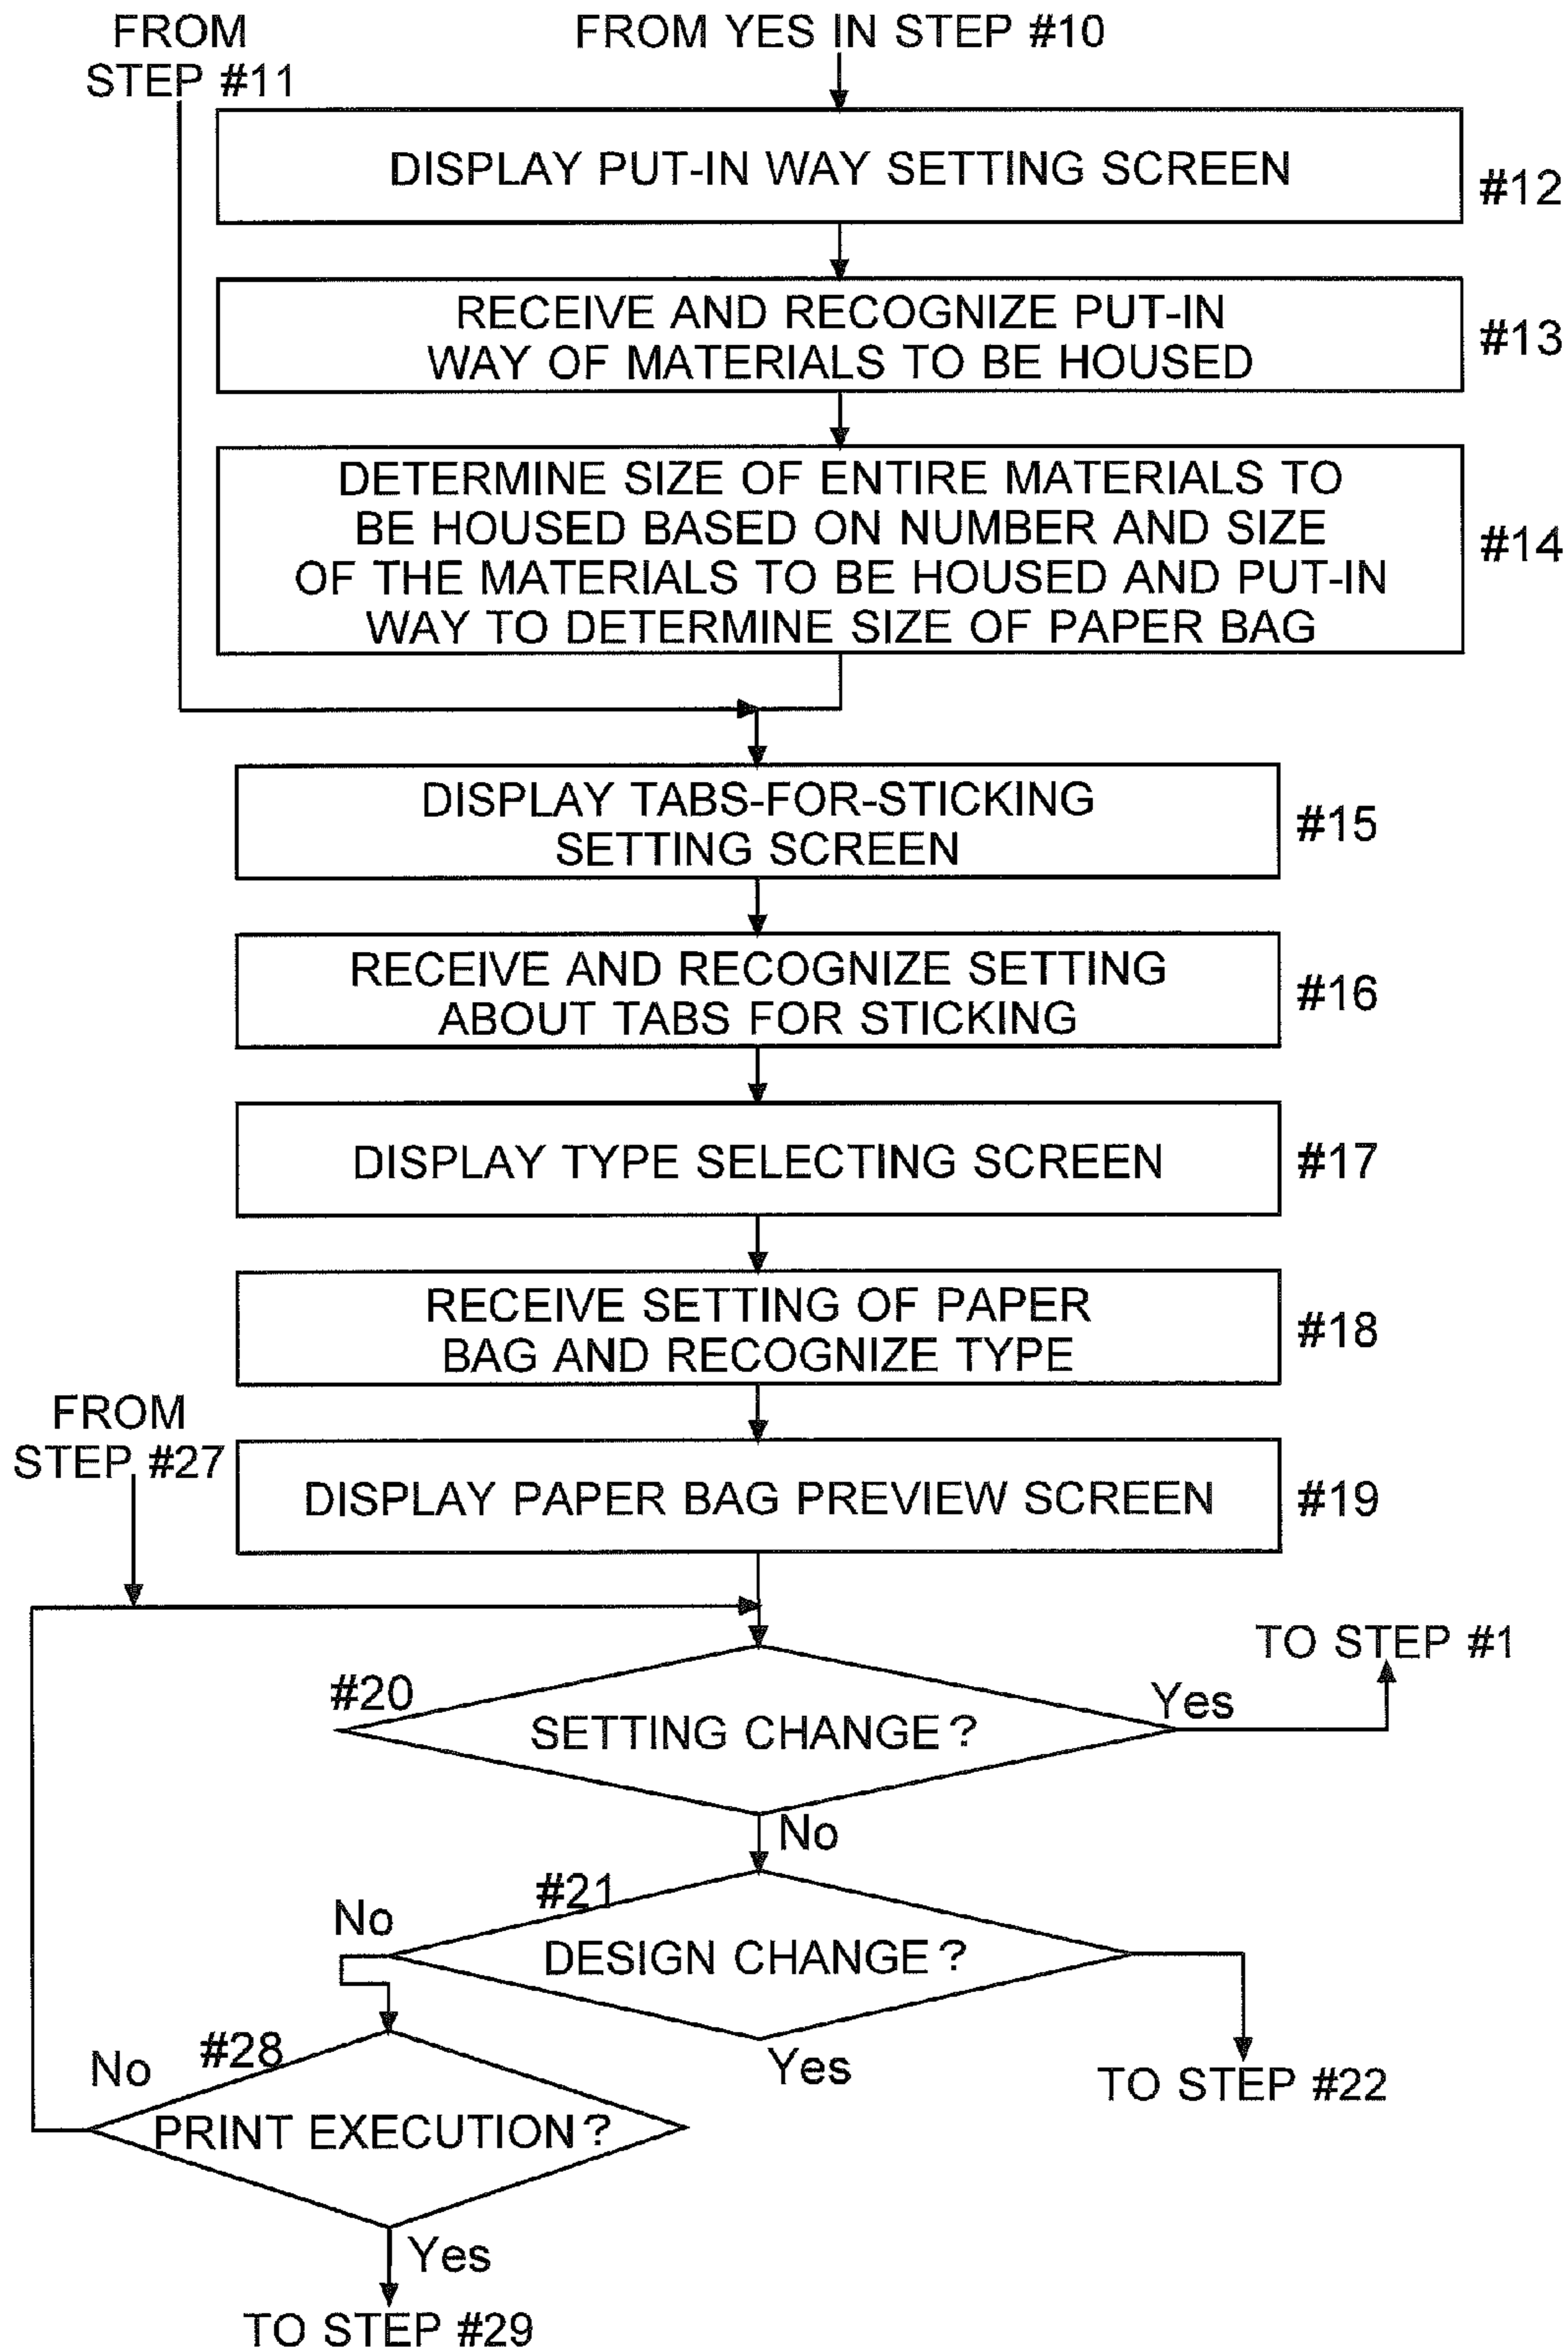 FROM
STEP #11
FROM YES IN STEP #10
DISPLAY PUT-IN WAY SETTING SCREEN
#12
RECEIVE AND RECOGNIZE PUT-IN
WAY OF MATERIALS TO BE HOUSED
#13
DETERMINE SIZE OF ENTIRE MATERIALS TO
BE HOUSED BASED ON NUMBER AND SIZE
OF THE MATERIALS TO BE HOUSED AND PUT-IN
WAY TO DETERMINE SIZE OF PAPER BAG
#14
DISPLAY TABS-FOR-STICKING
SETTING SCREEN
#15
RECEIVE AND RECOGNIZE SETTING
ABOUT TABS FOR STICKING
#16
DISPLAY TYPE SELECTING SCREEN
#17
RECEIVE SETTING OF PAPER
BAG AND RECOGNIZE TYPE
#18
FROM
STEP #27
DISPLAY PAPER BAG PREVIEW SCREEN
#19
TO STEP #1
#20
SETTING CHANGE?
Yes
No
#21
No
DESIGN CHANGE?
Yes
TO STEP #22
#28
No
PRINT EXECUTION?
Yes
TO STEP #29